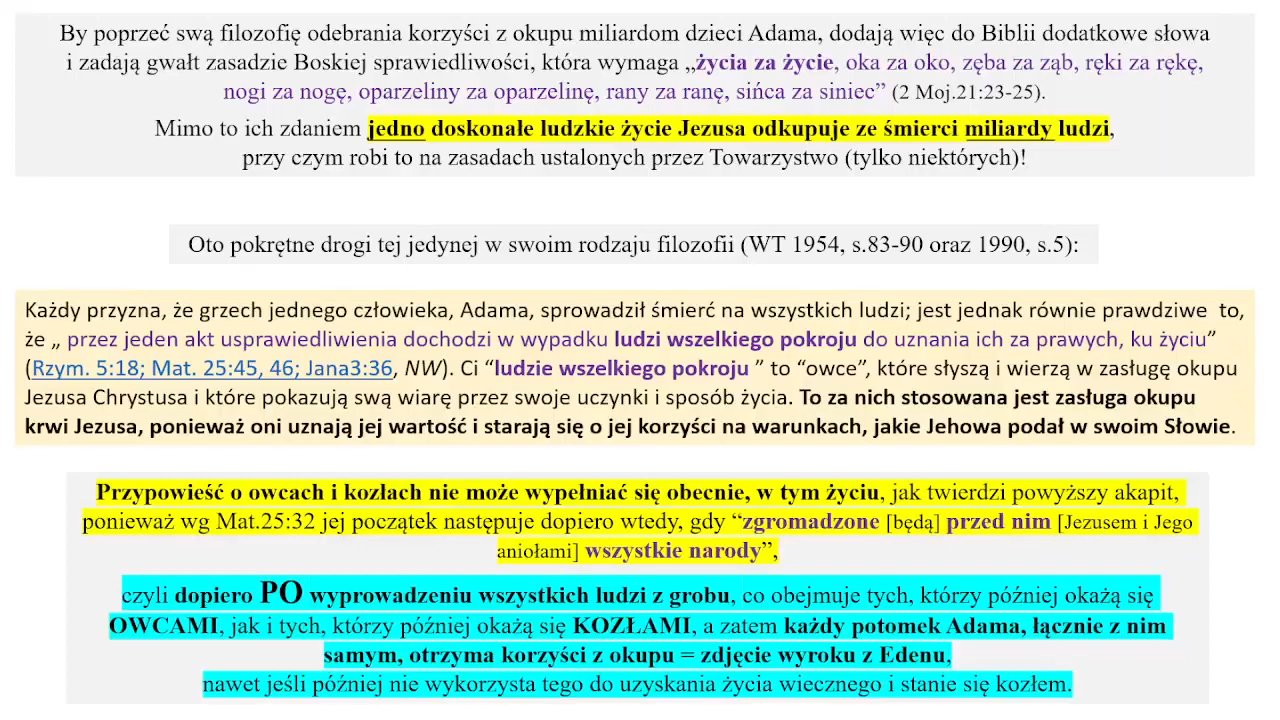 By poprzeć swą filozofię odebrania korzyści z okupu miliardom dzieci Adama, dodają więc do Biblii dodatkowe słowa
i zadają gwałt zasadzie Boskiej sprawiedliwości, która wymaga „życia za życie, oka za oko, zęba za ząb, ręki za rękę,
nogi za nogę, oparzeliny za oparzelinę, rany za ranę, sińca za siniec” (2 Moj.21:23-25).
Mimo to ich zdaniem jedno doskonałe ludzkie życie Jezusa odkupuje ze śmierci miliardy ludzi,
przy czym robi to na zasadach ustalonych przez Towarzystwo (tylko niektórych)!
Oto pokrętne drogi tej jedynej w swoim rodzaju filozofii (WT 1954, s.83-90 oraz 1990, s.5):
Każdy przyzna, że grzech jednego człowieka, Adama, sprowadził śmierć na wszystkich ludzi; jest jednak równie prawdziwe to,
że „ przez jeden akt usprawiedliwienia dochodzi w wypadku ludzi wszelkiego pokroju do uznania ich za prawych, ku życiu”
(Rzym. 5:18; Mat. 25:45, 46; Jana3:36, NW). Ci “ludzie wszelkiego pokroju ” to “owce”, które słyszą i wierzą w zasługę okupu
Jezusa Chrystusa i które pokazują swą wiarę przez swoje uczynki i sposób życia. To za nich stosowana jest zasługa okupu
krwi Jezusa, ponieważ oni uznają jej wartość i starają się o jej korzyści na warunkach, jakie Jehowa podał w swoim Słowie.
Przypowieść o owcach i kozłach nie może wypełniać się obecnie, w tym życiu, jak twierdzi powyższy akapit,
ponieważ wg Mat.25:32 jej początek następuje dopiero wtedy, gdy “zgromadzone [będą] przed nim [Jezusem i Jego
aniołami] wszystkie narody”,
czyli dopiero PO wyprowadzeniu wszystkich ludzi z grobu, co obejmuje tych, którzy później okażą się
OWCAMI, jak i tych, którzy później okażą się KOZŁAMI, a zatem każdy potomek Adama, łącznie z nim
samym, otrzyma korzyści z okupu = zdjęcie wyroku z Edenu,
nawet jeśli później nie wykorzysta tego do uzyskania życia wiecznego i stanie się kozłem.